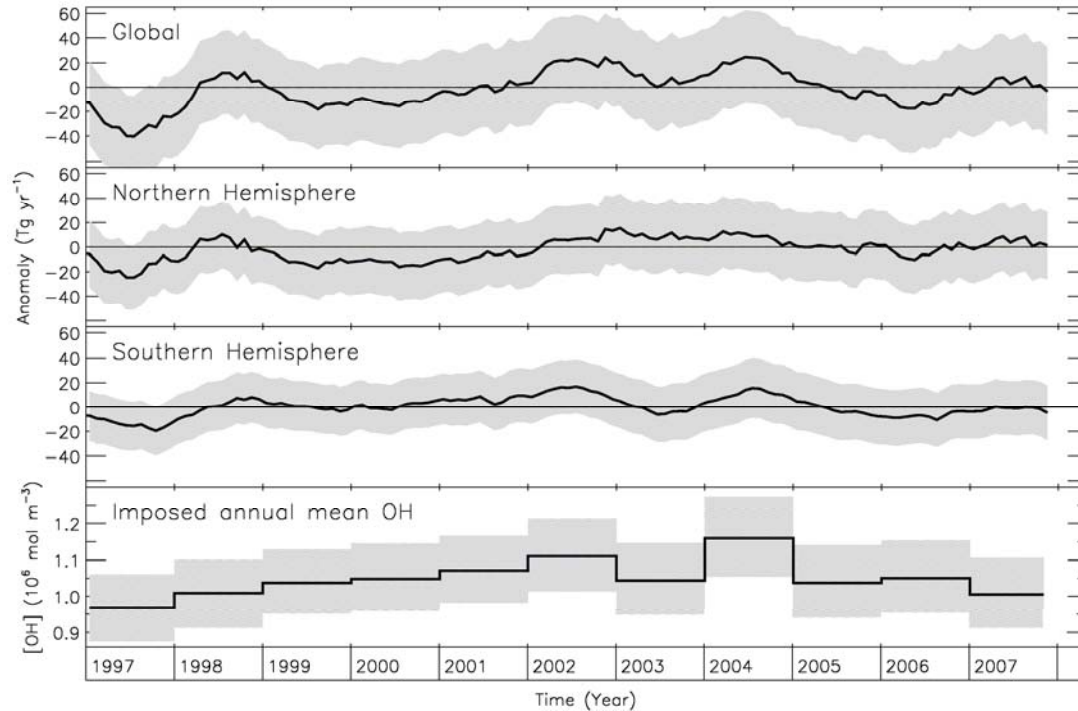 60
40
20
0
−20
−40
Global
60
40
20
0
−20
−40
Northern Hemisphere
60
40
20
0
−20
−40
Southern Hemisphere
Anomaly (Tg yr⁻¹)
1.2
1.1
1.0
0.9
Imposed annual mean OH
[OH] (10⁶ mol m⁻³)
1997 1998 1999 2000 2001 2002 2003 2004 2005 2006 2007
Time (Year)